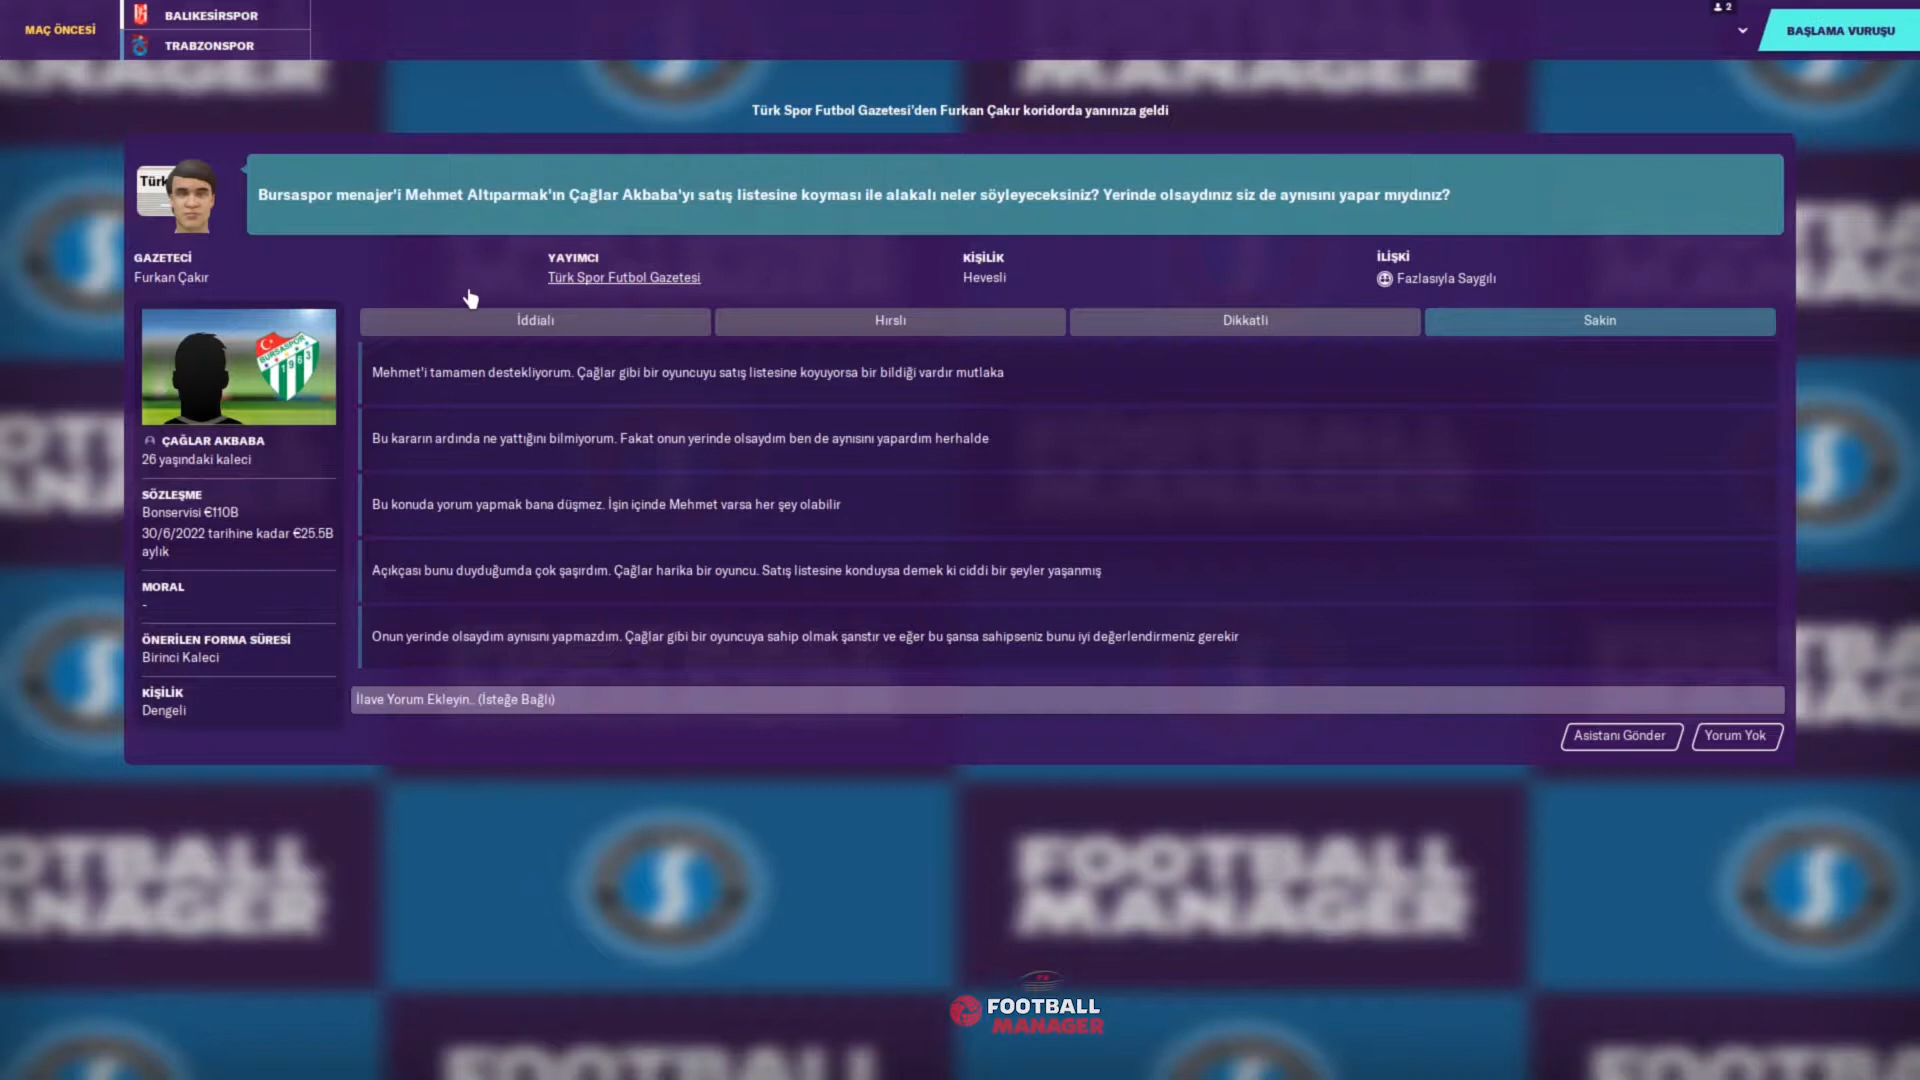 MAÇ ÖNCESİ
BALIKESİRSPOR
TRABZONSPOR
2
BAŞLAMA VURUŞU
Türk Spor Futbol Gazetesi'den Furkan Çakır koridorda yanınıza geldi
Türk
Bursaspor menajer'i Mehmet Altıparmak'ın Çağlar Akbaba'yı satış listesine koyması ile alakalı neler söyleyeceksiniz? Yerinde olsaydınız siz de aynısını yapar mıydınız?
GAZETECİ
Furkan Çakır
YAYIMCI
Türk Spor Futbol Gazetesi
KİŞİLİK
Hevesli
İLİŞKİ
Fazlasıyla Saygılı
İddialı
Hırslı
Dikkatli
Sakin
BURSASPOR
1963
ÇAĞLAR AKBABA
26 yaşındaki kaleci
SÖZLEŞME
Bonservisi €110B
30/6/2022 tarihine kadar €25.5B
aylık
MORAL
-
ÖNERİLEN FORMA SÜRESİ
Birinci Kaleci
KİŞİLİK
Dengeli
Mehmet'i tamamen destekliyorum. Çağlar gibi bir oyuncuyu satış listesine koyuyorsa bir bildiği vardır mutlaka
Bu kararın ardında ne yattığını bilmiyorum. Fakat onun yerinde olsaydım ben de aynısını yapardım herhalde
Bu konuda yorum yapmak bana düşmez. İşin içinde Mehmet varsa her şey olabilir
Açıkçası bunu duyduğumda çok şaşırdım. Çağlar harika bir oyuncu. Satış listesine konduysa demek ki ciddi bir şeyler yaşanmış
Onun yerinde olsaydım aynısını yapmazdım. Çağlar gibi bir oyuncuya sahip olmak şanstır ve eğer bu şansa sahipseniz bunu iyi değerlendirmeniz gerekir
İlave Yorum Ekleyin.. (İsteğe Bağlı)
Asistanı Gönder
Yorum Yok
FOOTBALL
MANAGER
FOOTBALL
MANAGER
FOOTBALL
MANAGER